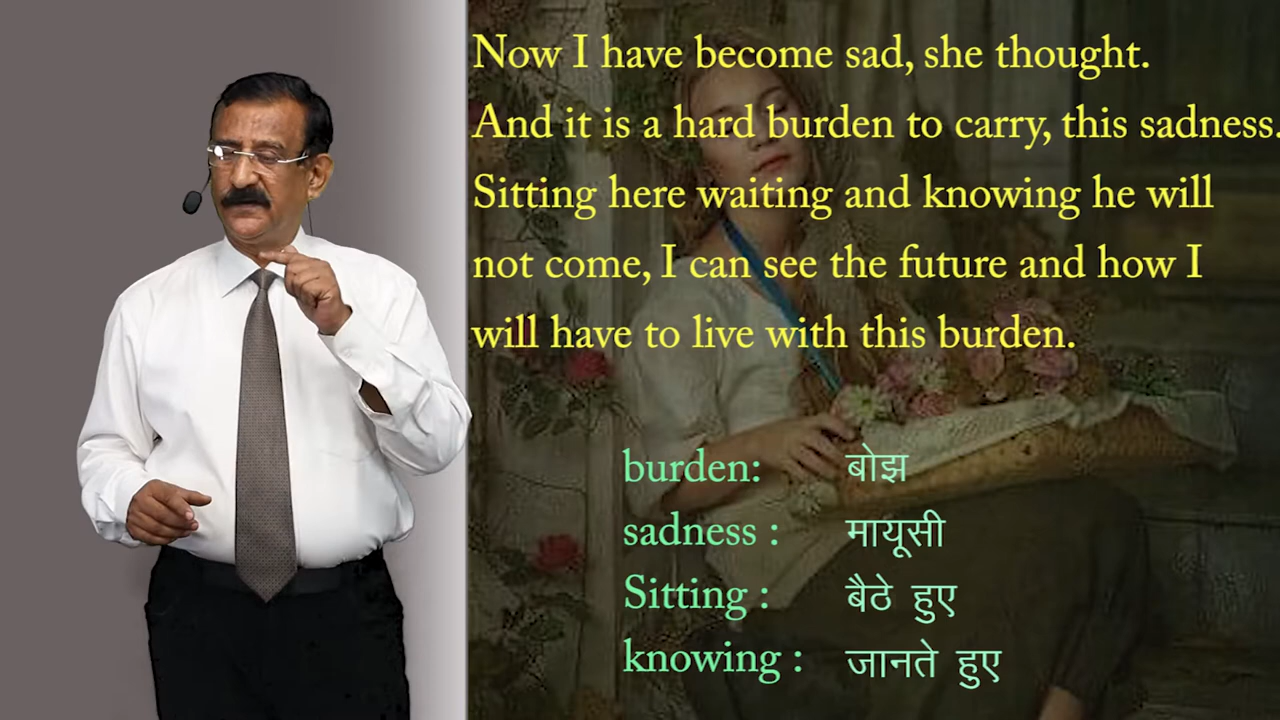 Now I have become sad, she thought.
And it is a hard burden to carry, this sadness.
Sitting here waiting and knowing he will
not come, I can see the future and how I
will have to live with this burden.
burden: बोझ
sadness : मायूसी
Sitting : बैठे हुए
knowing : जानते हुए